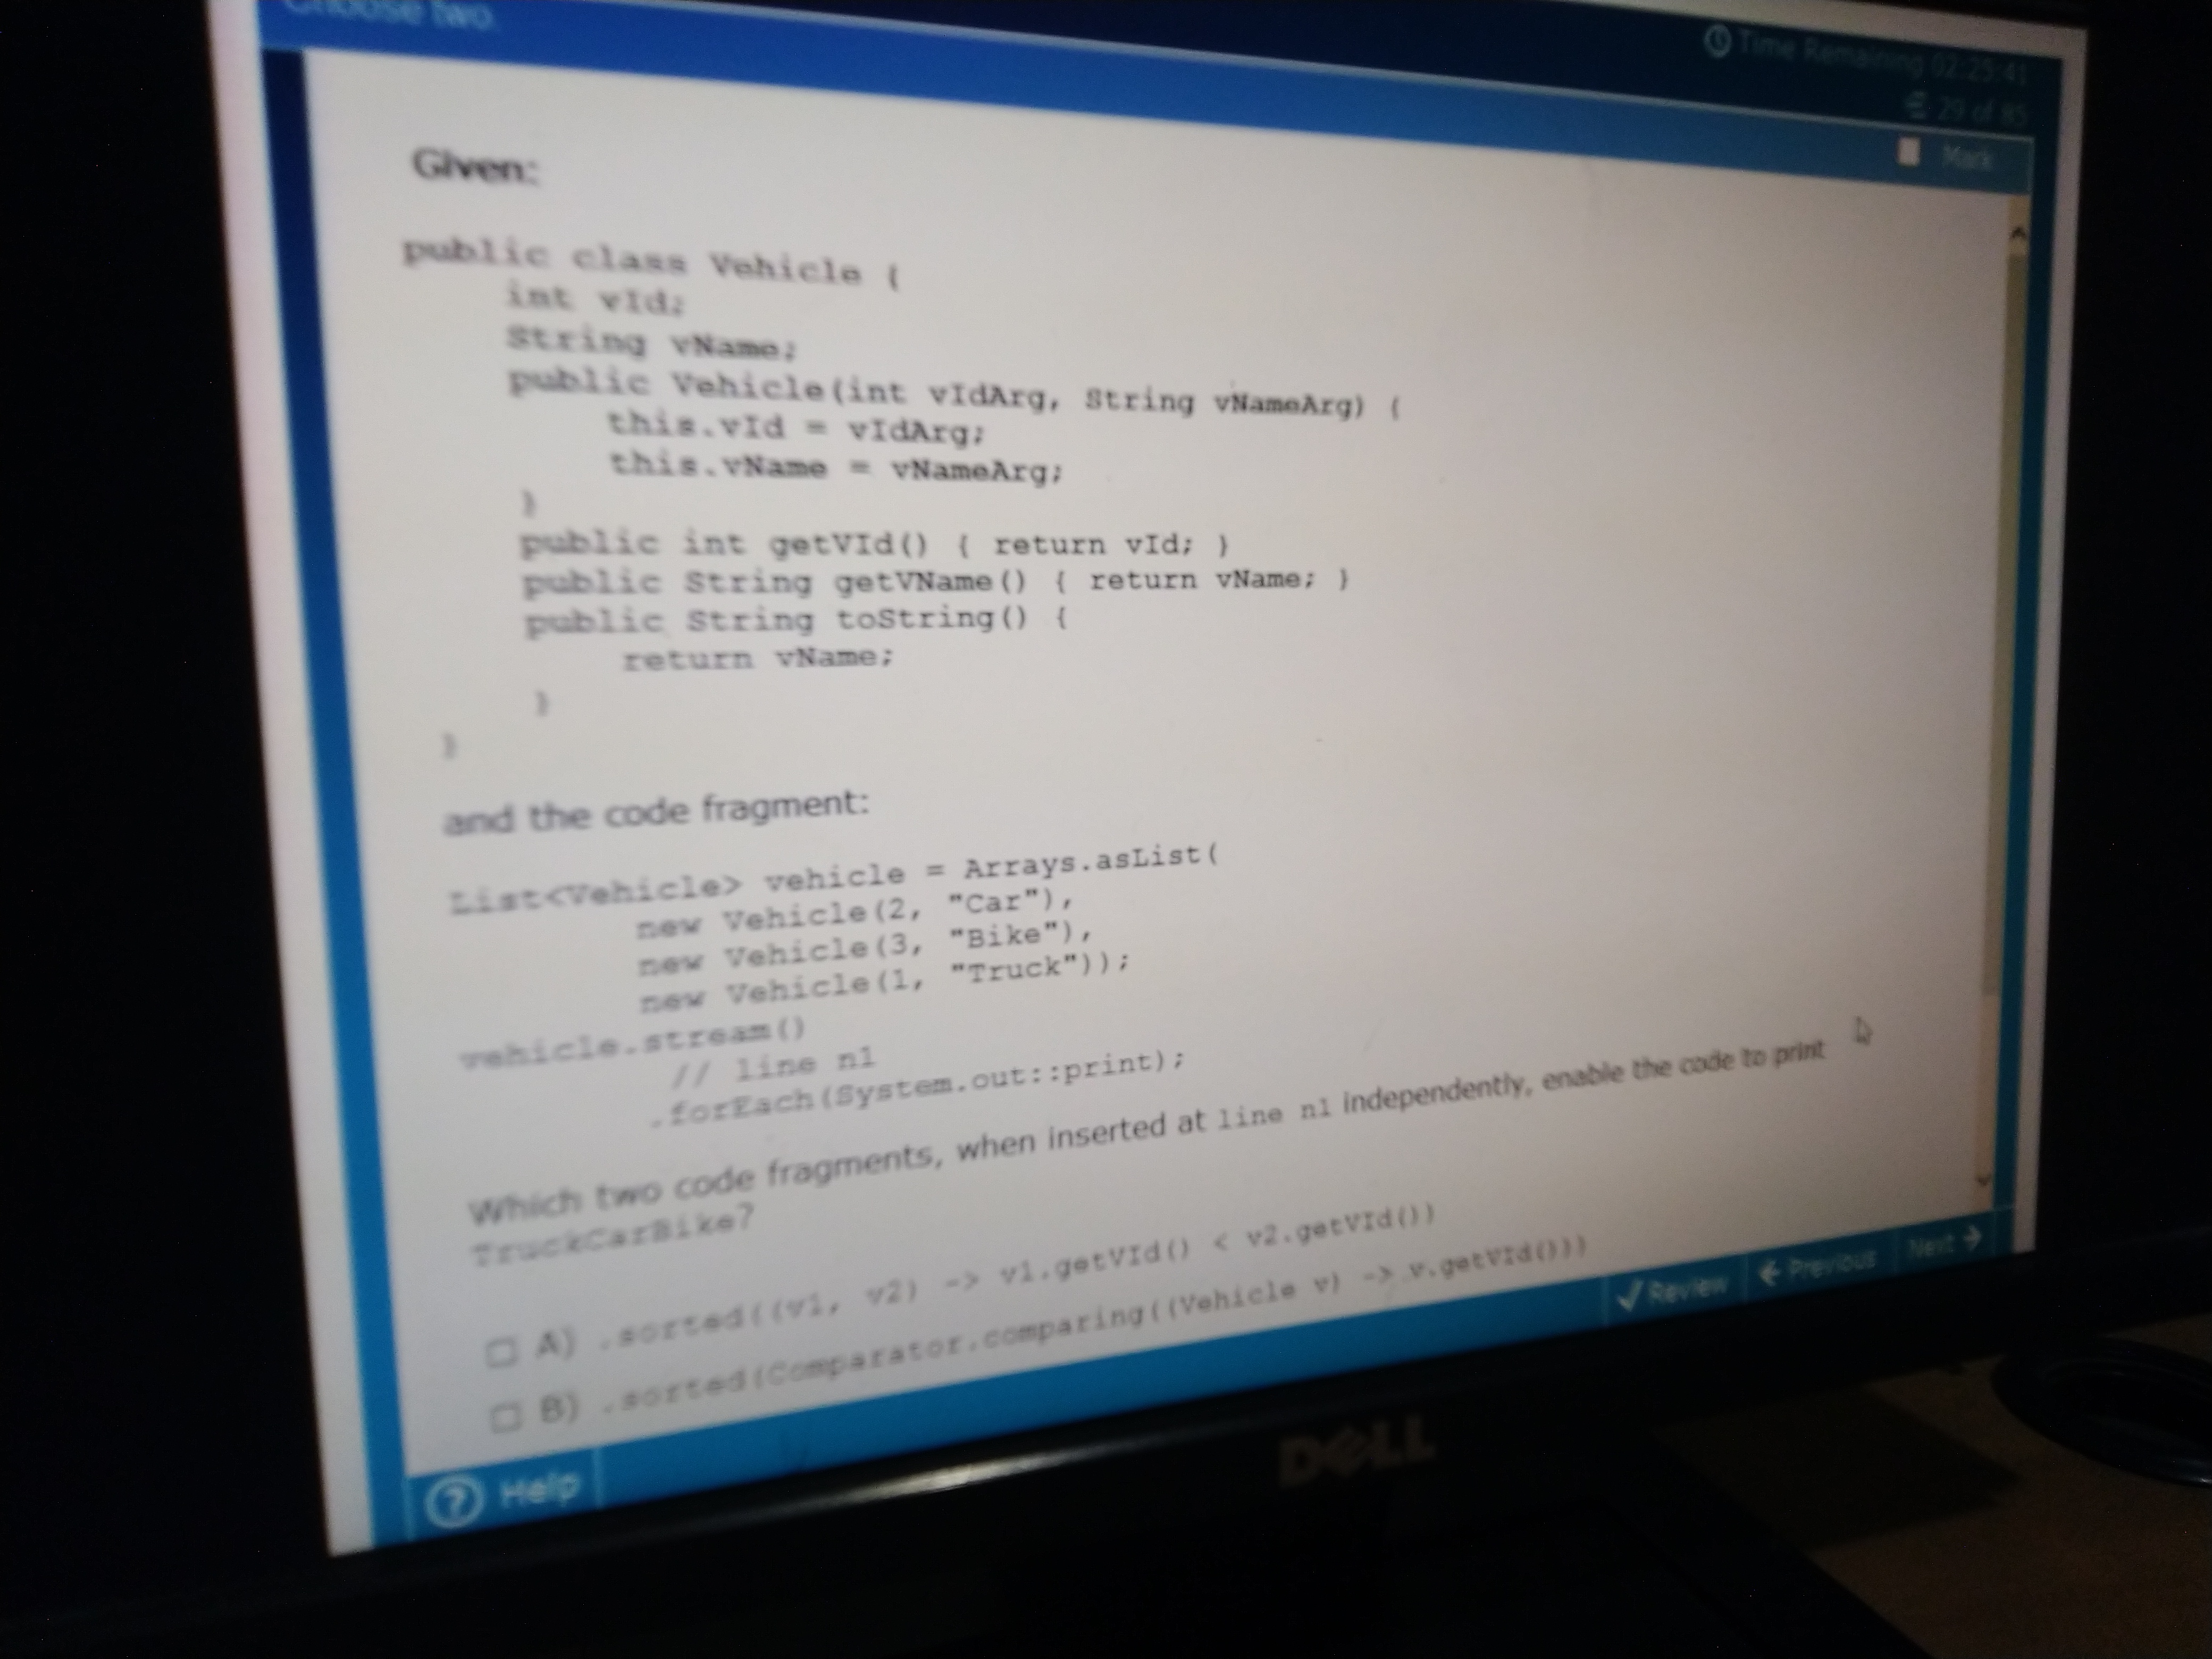 Choose two.
Time Remaining 02:25:41
29 of 85
Mark
Given:
public class Vehicle {
int vId;
String vName;
public Vehicle(int vIdArg, String vNameArg) {
this.vId = vIdArg;
this.vName = vNameArg;
}
public int getVId() { return vId; }
public String getVName() { return vName; }
public String toString() {
return vName;
}
}
and the code fragment:
List<Vehicle> vehicle = Arrays.asList(
new Vehicle(2, "Car"),
new Vehicle(3, "Bike"),
new Vehicle(1, "Truck"));
vehicle.stream()
// line n1
.forEach(System.out::print);
Which two code fragments, when inserted at line n1 independently, enable the code to print
TruckCarBike?
A) .sorted((v1, v2) -> v1.getVId() < v2.getVId())
B) .sorted(Comparator.comparing((Vehicle v) -> v.getVId()))
Review Previous Next
Help
DELL